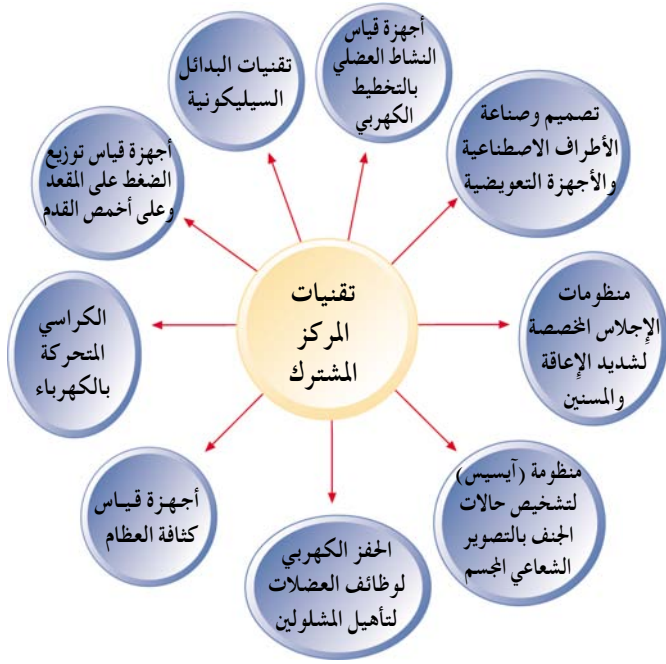 تقنيات
المركز
المشترك
أجهزة قياس
النشاط العضلي
بالتخطيط
الكهربي
تصميم وصناعة
الأطراف الاصطناعية
والأجهزة التعويضية
منظومات
الإجلاس المخصصة
لشديد الإعاقة
والمسنين
منظومة (آيسيس)
لتشخيص حالات
الجنف بالتصوير
الشعاعي المجسم
الحفز الكهربي
لوظائف العضلات
لتأهيل المشلولين
أجهزة قياس
كثافة العظام
الكراسي
المتحركة
بالكهرباء
أجهزة قياس توزيع
الضغط على المقعد
وعلى أخمص القدم
تقنيات البدائل
السيليكونية